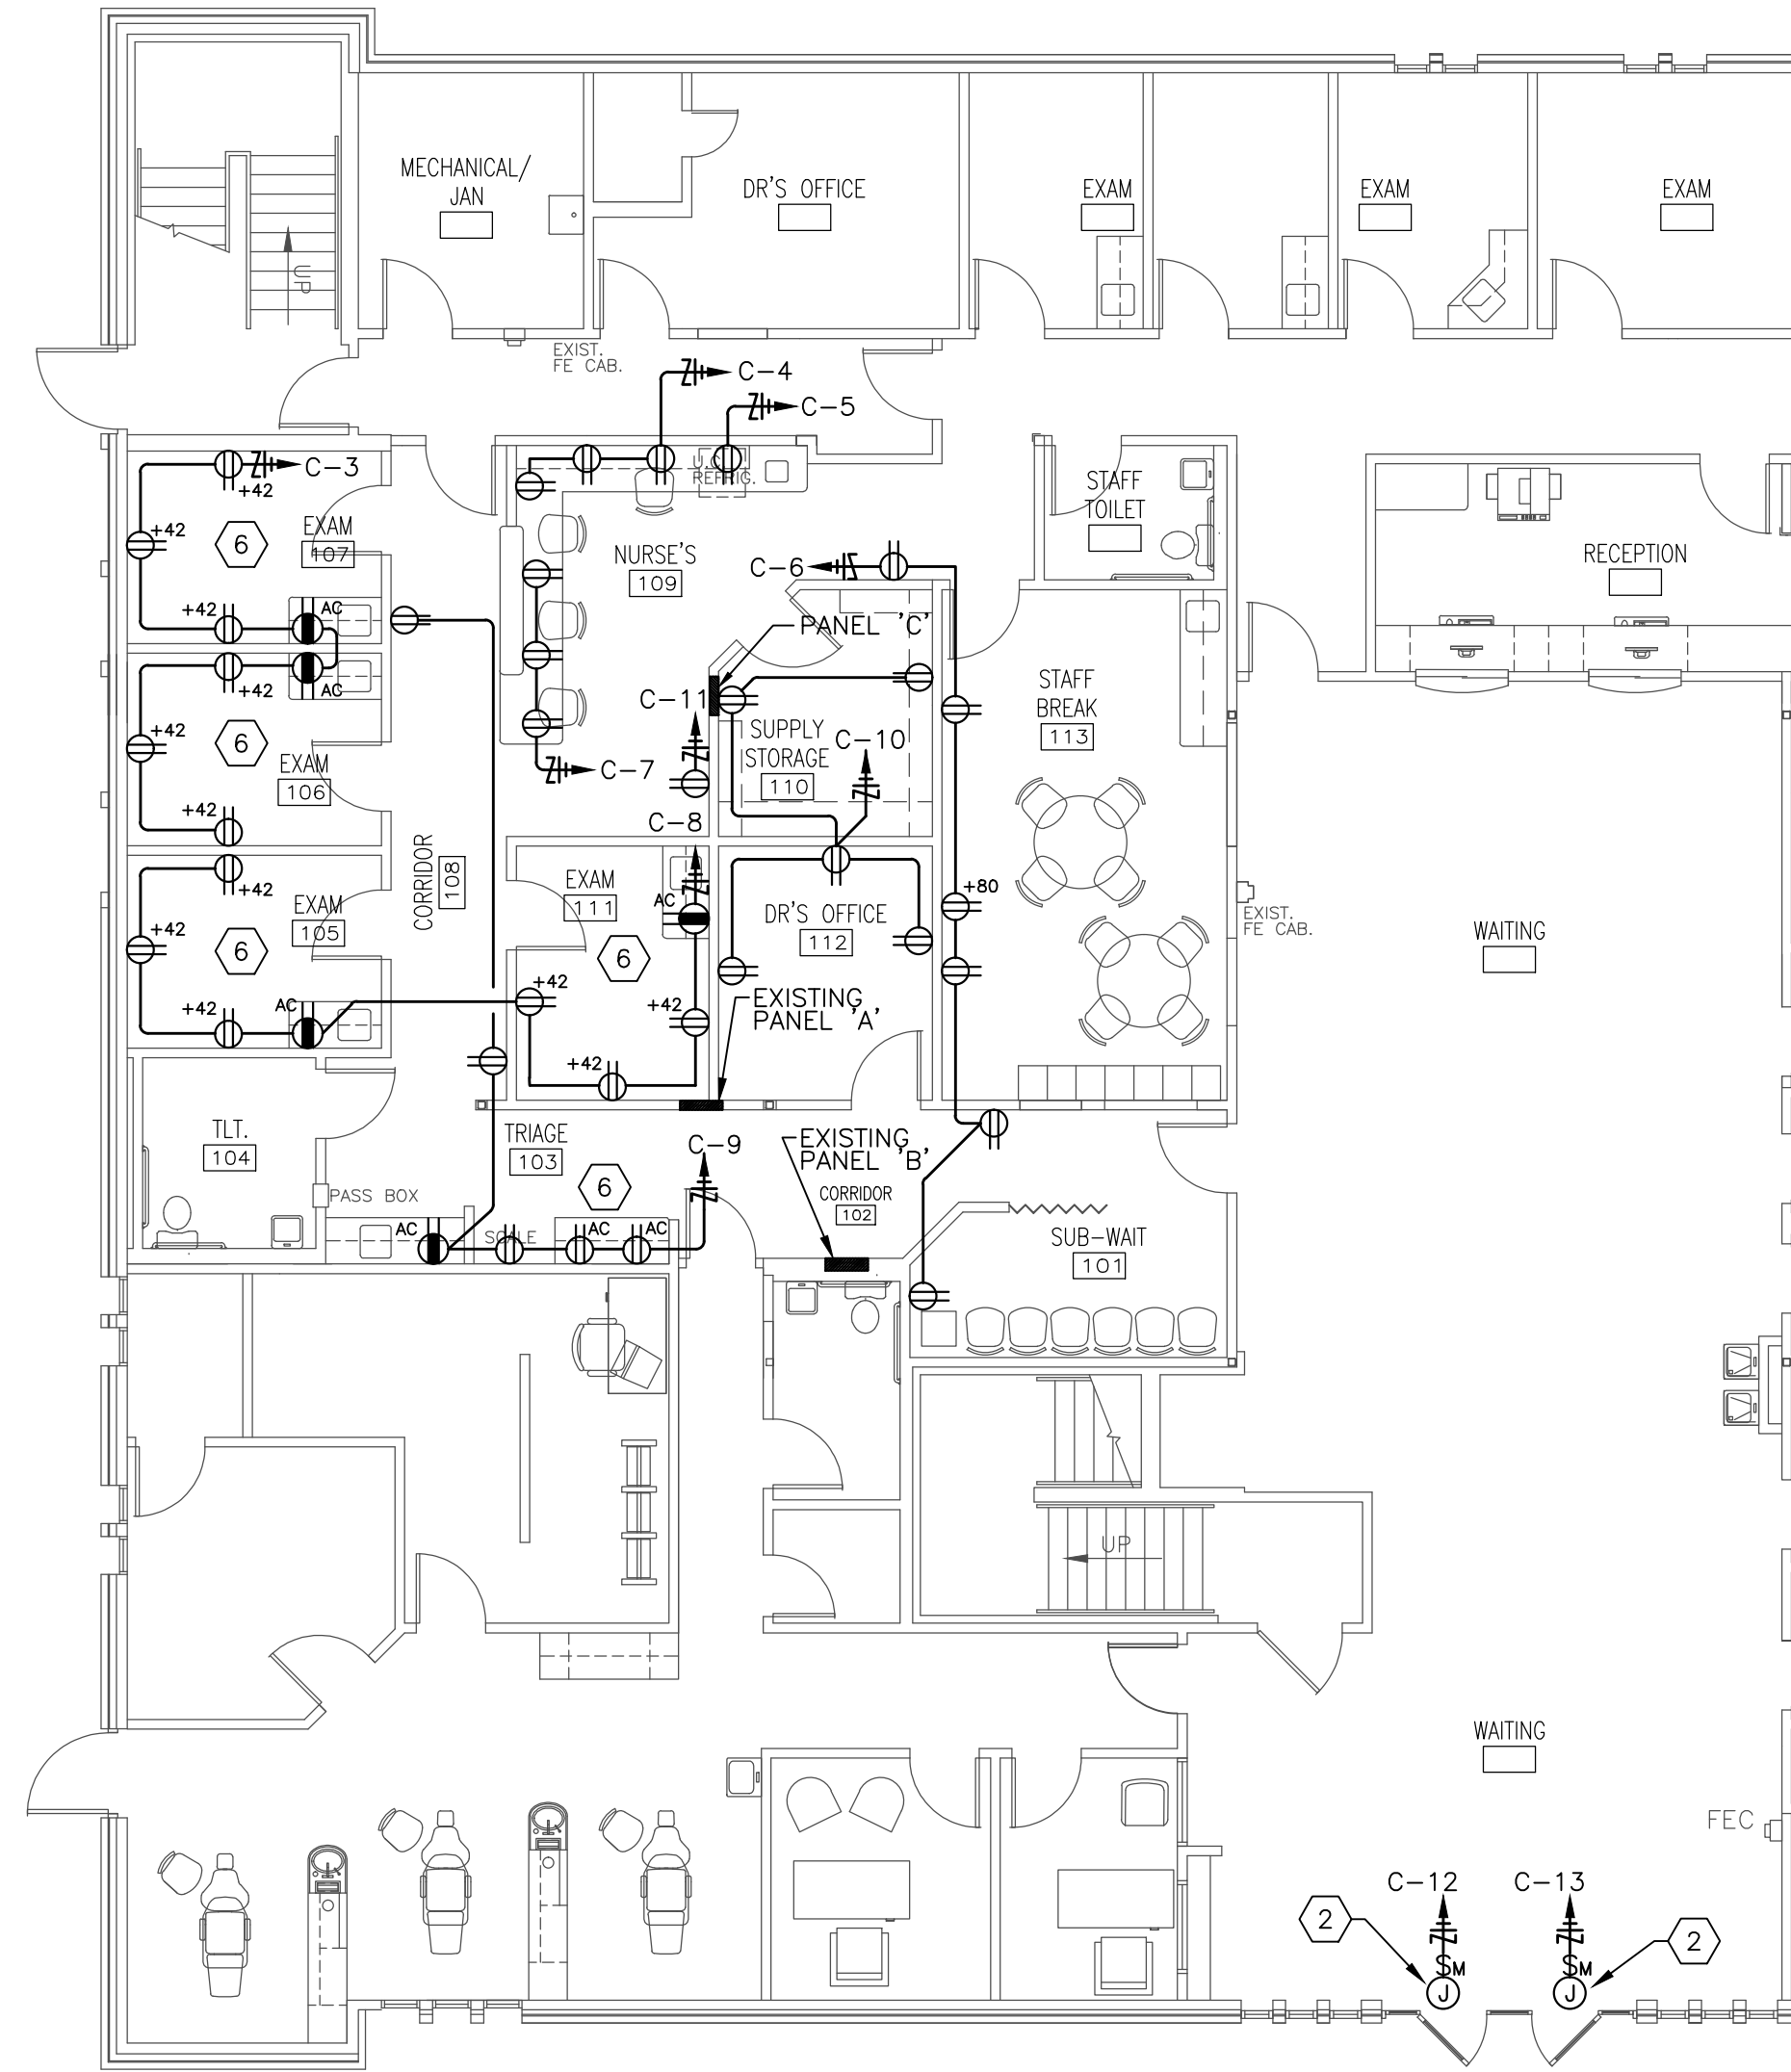 MECHANICAL/
JAN
DR'S OFFICE
EXAM
EXAM
EXAM
UP
EXIST.
FE CAB.
C-4
C-5
C-3
+42
U.C.
REFRIG.
STAFF
TOILET
+42
6
EXAM
107
NURSE'S
109
C-6
RECEPTION
+42
AC
PANEL 'C'
+42
AC
C-11
STAFF
BREAK
113
+42
6
SUPPLY
STORAGE
110
C-10
EXAM
106
C-7
+42
C-8
CORRIDOR
108
+42
EXAM
111
AC
+80
EXAM
105
DR'S OFFICE
112
EXIST.
FE CAB.
WAITING
+42
6
6
+42
AC
+42
+42
EXISTING
PANEL 'A'
+42
TLT.
104
TRIAGE
103
C-9
EXISTING
PANEL 'B'
6
PASS BOX
CORRIDOR
102
AC
SCALE
AC
AC
SUB-WAIT
101
UP
WAITING
FEC
C-12
C-13
2
2
SM
SM
J
J